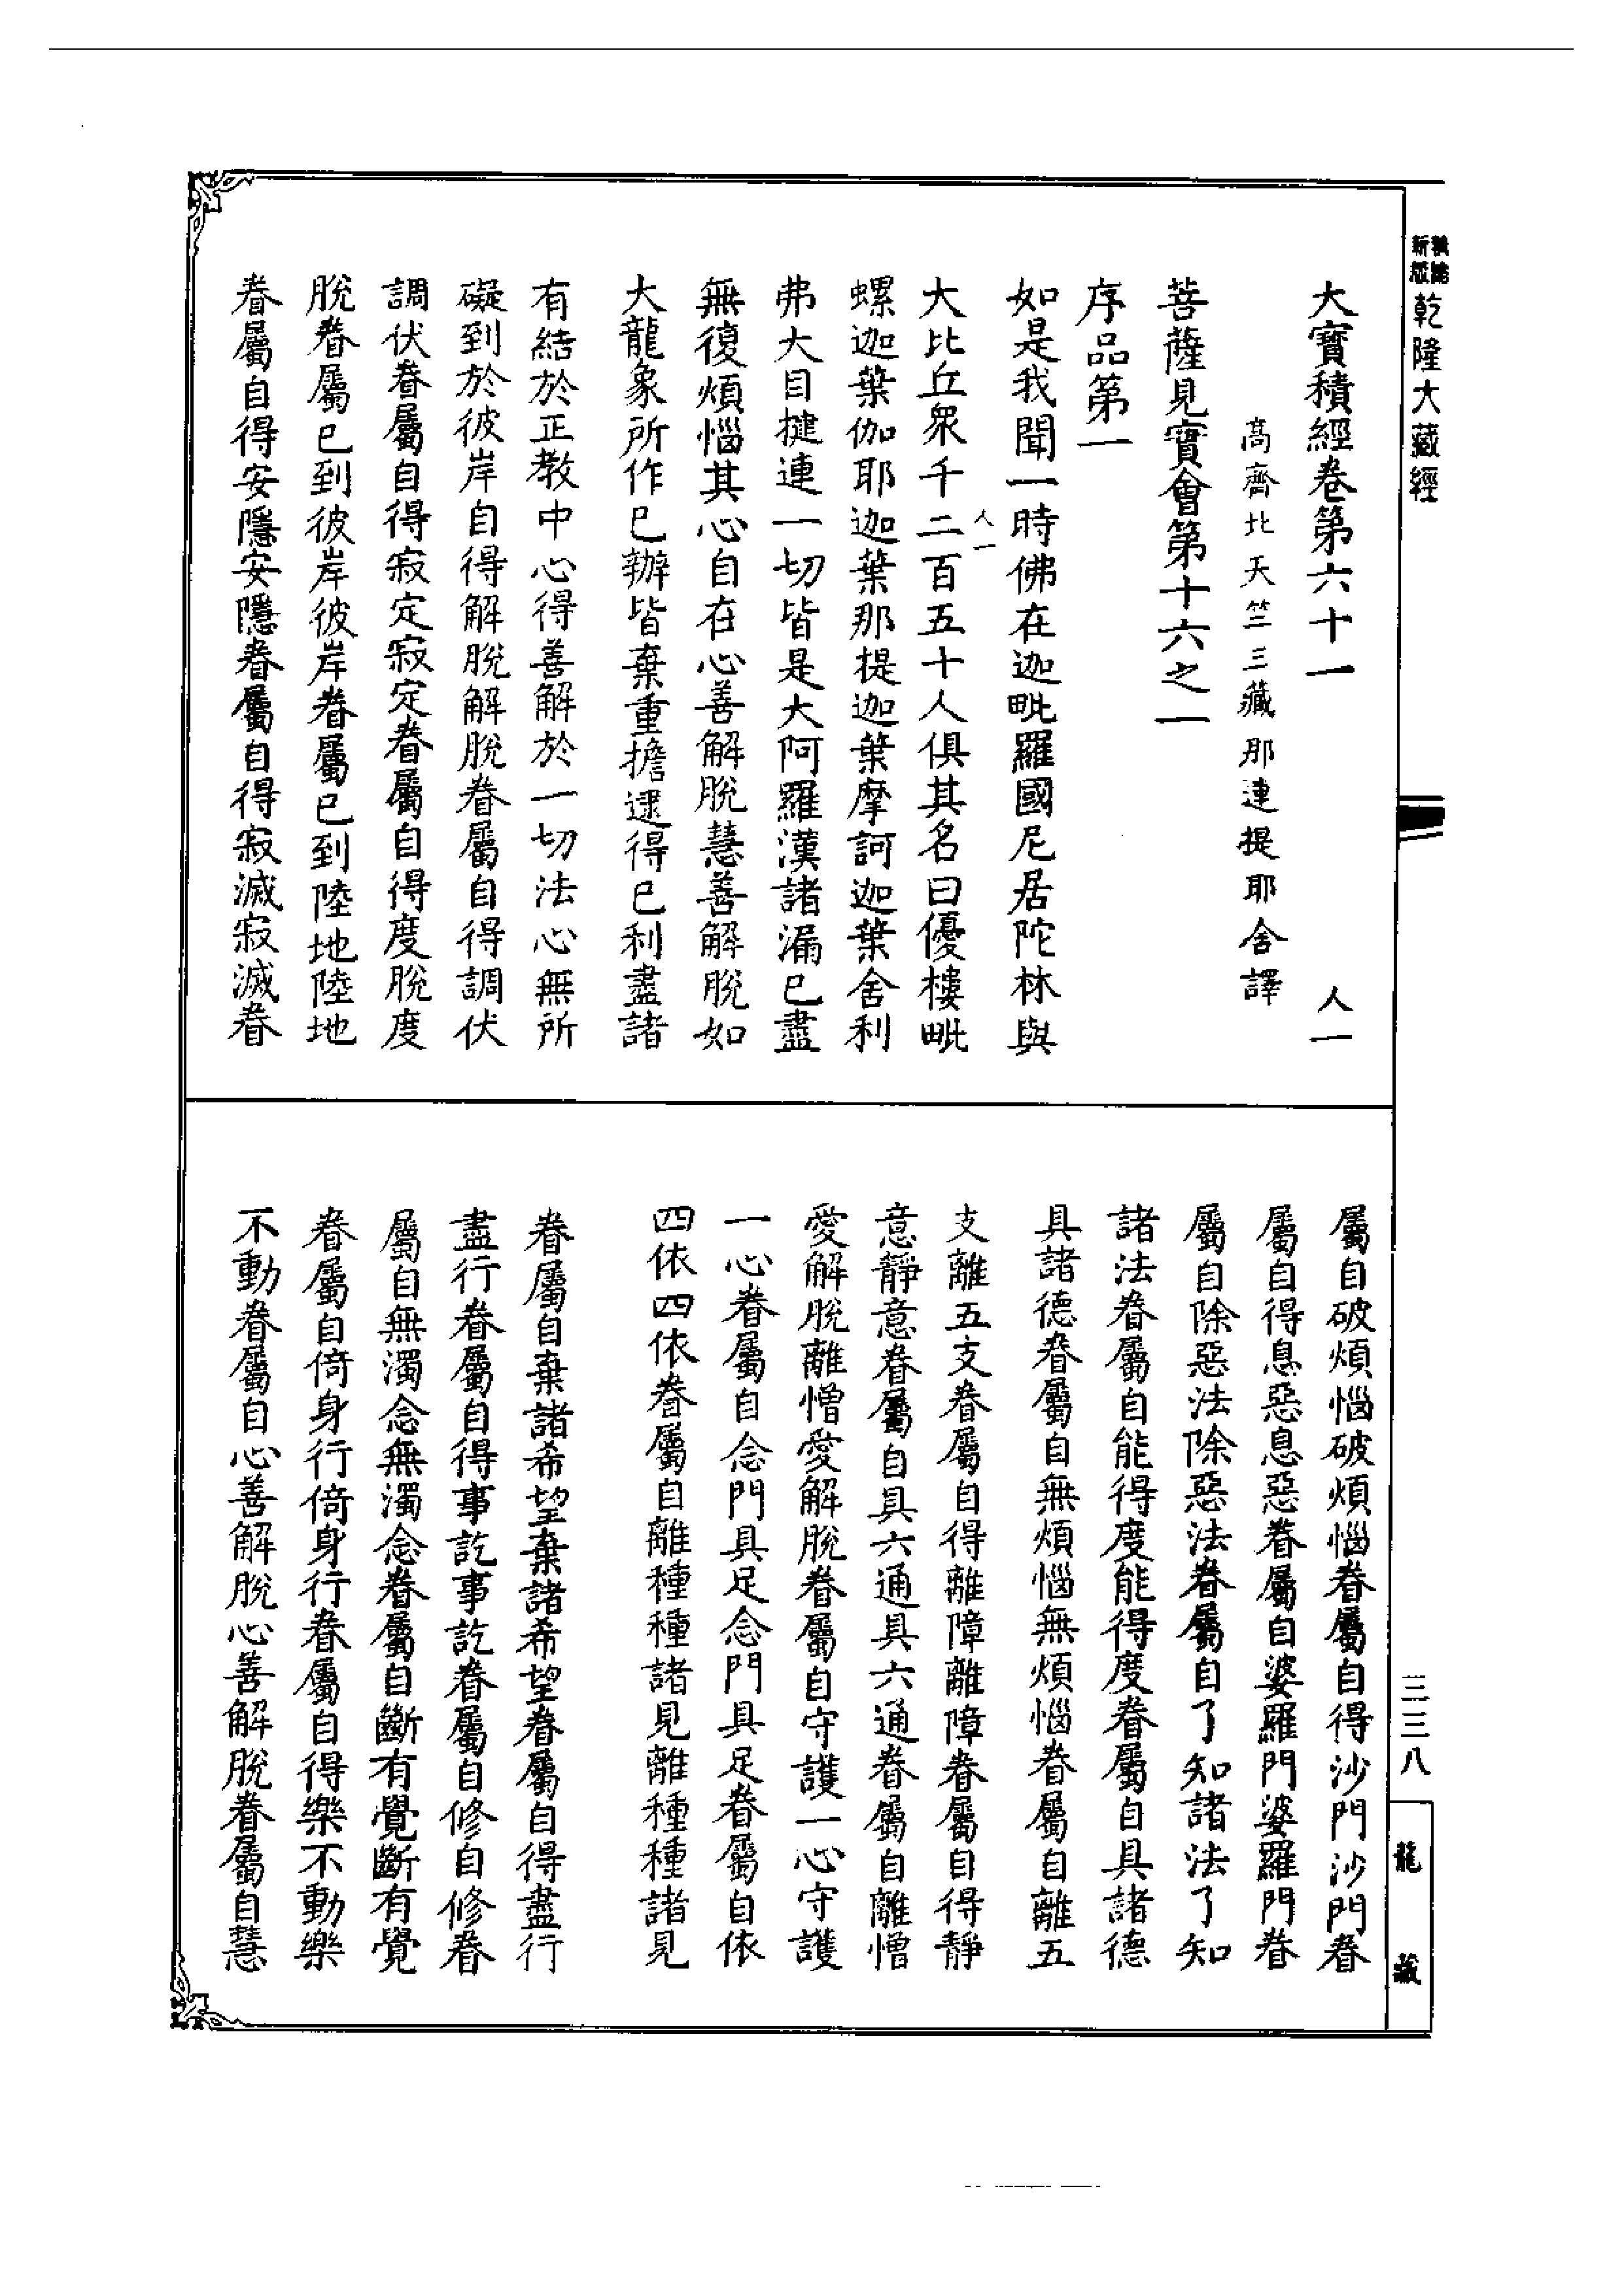 乾隆大藏經
大寶積經卷第六十一　人一
高齊北天竺三藏那連提耶舍譯
菩薩見實會第十六之一
序品第一
如是我聞一時佛在迦毗羅國尼居陀林與
人一
大比丘眾千二百五十人俱其名曰優樓毗
螺迦葉伽耶迦葉那提迦葉摩訶迦葉舍利
弗大目揵連一切皆是大阿羅漢諸漏已盡
無復煩惱其心自在心善解脫慧善解脫如
大龍象所作已辦皆棄重擔逮得已利盡諸
有結於正教中心得善解於一切法心無所
礙到於彼岸自得解脫解脫眷屬自得調伏
調伏眷屬自得寂定寂定眷屬自得度脫度
脫眷屬已到彼岸彼岸眷屬已到陸地陸地
眷屬自得安隱安隱眷屬自得寂滅寂滅眷
屬自破煩惱破煩惱眷屬自得沙門沙門眷
屬自得息惡息惡眷屬自婆羅門婆羅門眷
屬自除惡法除惡法眷屬自了知諸法了知
諸法眷屬自能得度能得度眷屬自具諸德
具諸德眷屬自無煩惱無煩惱眷屬自離五
支離五支眷屬自得離障離障眷屬自得靜
意靜意眷屬自具六通具六通眷屬自離憎
愛解脫離憎愛解脫眷屬自守護一心守護
一心眷屬自念門具足念門具足眷屬自依
四依四依眷屬自離種種諸見離種種諸見
眷屬自棄諸希望棄諸希望眷屬自得盡行
盡行眷屬自得事訖事訖眷屬自修自修眷
屬自無濁念無濁念眷屬自斷有覺斷有覺
眷屬自倚身行倚身行眷屬自得樂不動樂
不動眷屬自心善解脫心善解脫眷屬自慧
三三八
龍藏